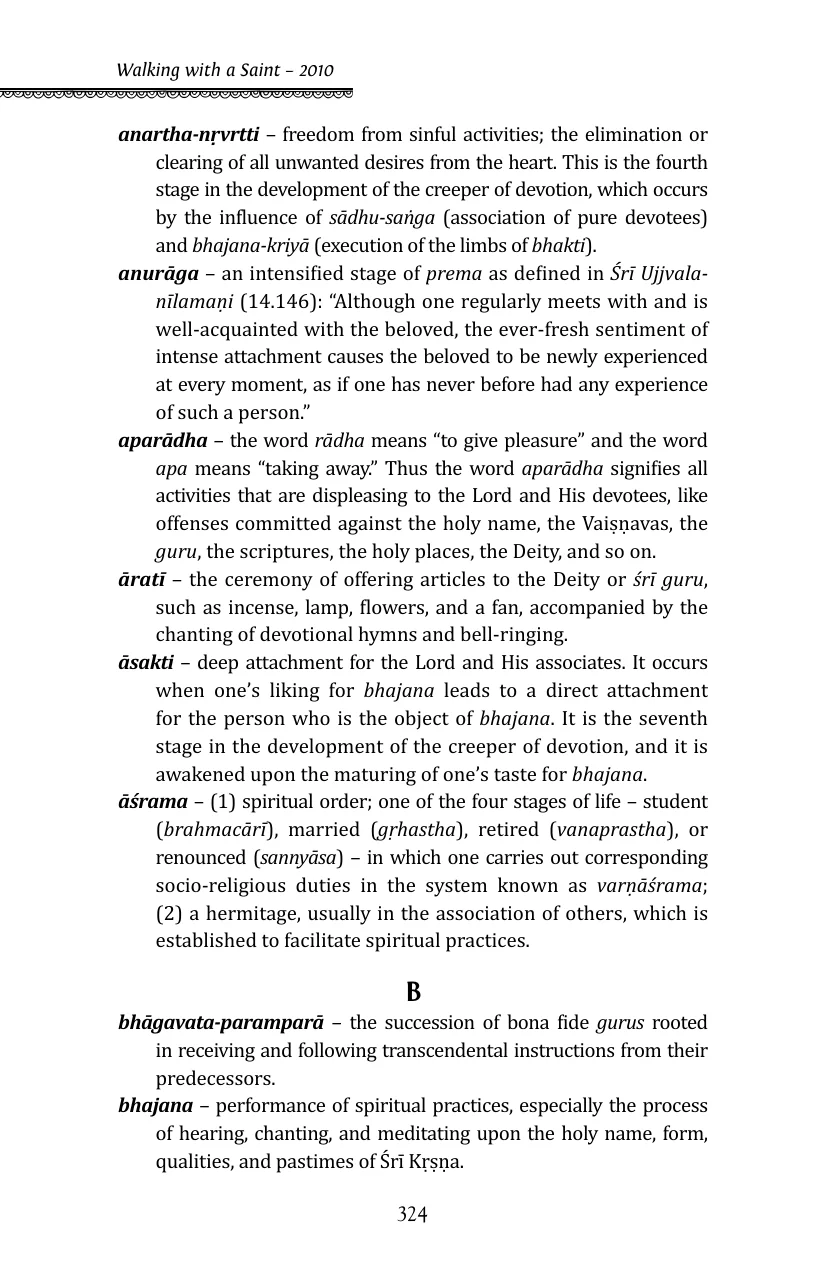 Walking with a Saint – 2010
anartha-nṛvrtti – freedom from sinful activities; the elimination or
clearing of all unwanted desires from the heart. This is the fourth
stage in the development of the creeper of devotion, which occurs
by the influence of sādhu-saṅga (association of pure devotees)
and bhajana-kriyā (execution of the limbs of bhakti).
anurāga – an intensified stage of prema as defined in Śrī Ujjvala-
nīlamaṇi (14.146): “Although one regularly meets with and is
well-acquainted with the beloved, the ever-fresh sentiment of
intense attachment causes the beloved to be newly experienced
at every moment, as if one has never before had any experience
of such a person.”
aparādha – the word rādha means “to give pleasure” and the word
apa means “taking away.” Thus the word aparādha signifies all
activities that are displeasing to the Lord and His devotees, like
offenses committed against the holy name, the Vaiṣṇavas, the
guru, the scriptures, the holy places, the Deity, and so on.
āratī – the ceremony of offering articles to the Deity or śrī guru,
such as incense, lamp, flowers, and a fan, accompanied by the
chanting of devotional hymns and bell-ringing.
āsakti – deep attachment for the Lord and His associates. It occurs
when one’s liking for bhajana leads to a direct attachment
for the person who is the object of bhajana. It is the seventh
stage in the development of the creeper of devotion, and it is
awakened upon the maturing of one’s taste for bhajana.
āśrama – (1) spiritual order; one of the four stages of life – student
(brahmacārī), married (gṛhastha), retired (vanaprastha), or
renounced (sannyāsa) – in which one carries out corresponding
socio-religious duties in the system known as varṇāśrama;
(2) a hermitage, usually in the association of others, which is
established to facilitate spiritual practices.
B
bhāgavata-paramparā – the succession of bona fide gurus rooted
in receiving and following transcendental instructions from their
predecessors.
bhajana – performance of spiritual practices, especially the process
of hearing, chanting, and meditating upon the holy name, form,
qualities, and pastimes of Śrī Kṛṣṇa.
324